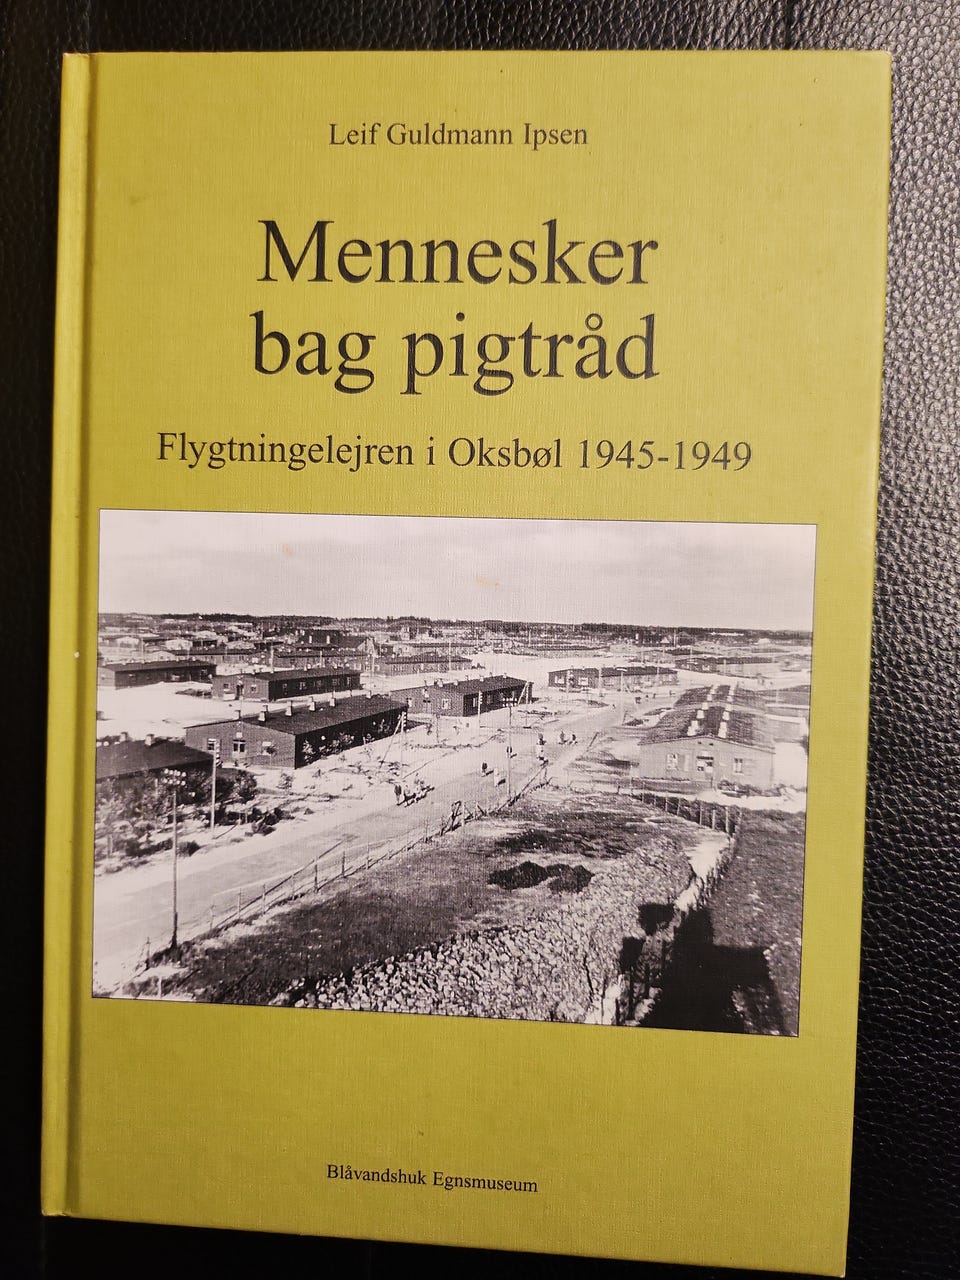 Leif Guldmann Ipsen
Mennesker
bag pigtråd
Flygtningelejren i Oksbøl 1945-1949
Blåvandshuk Egnsmuseum